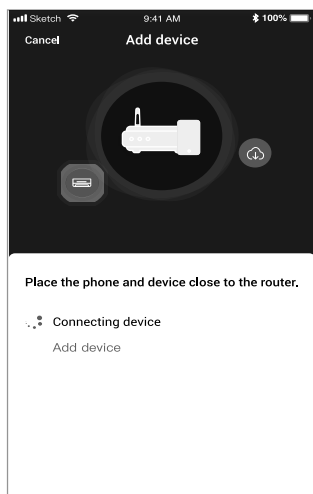 Sketch 9:41 AM 100%
Cancel Add device
Place the phone and device close to the router.
Connecting device
Add device